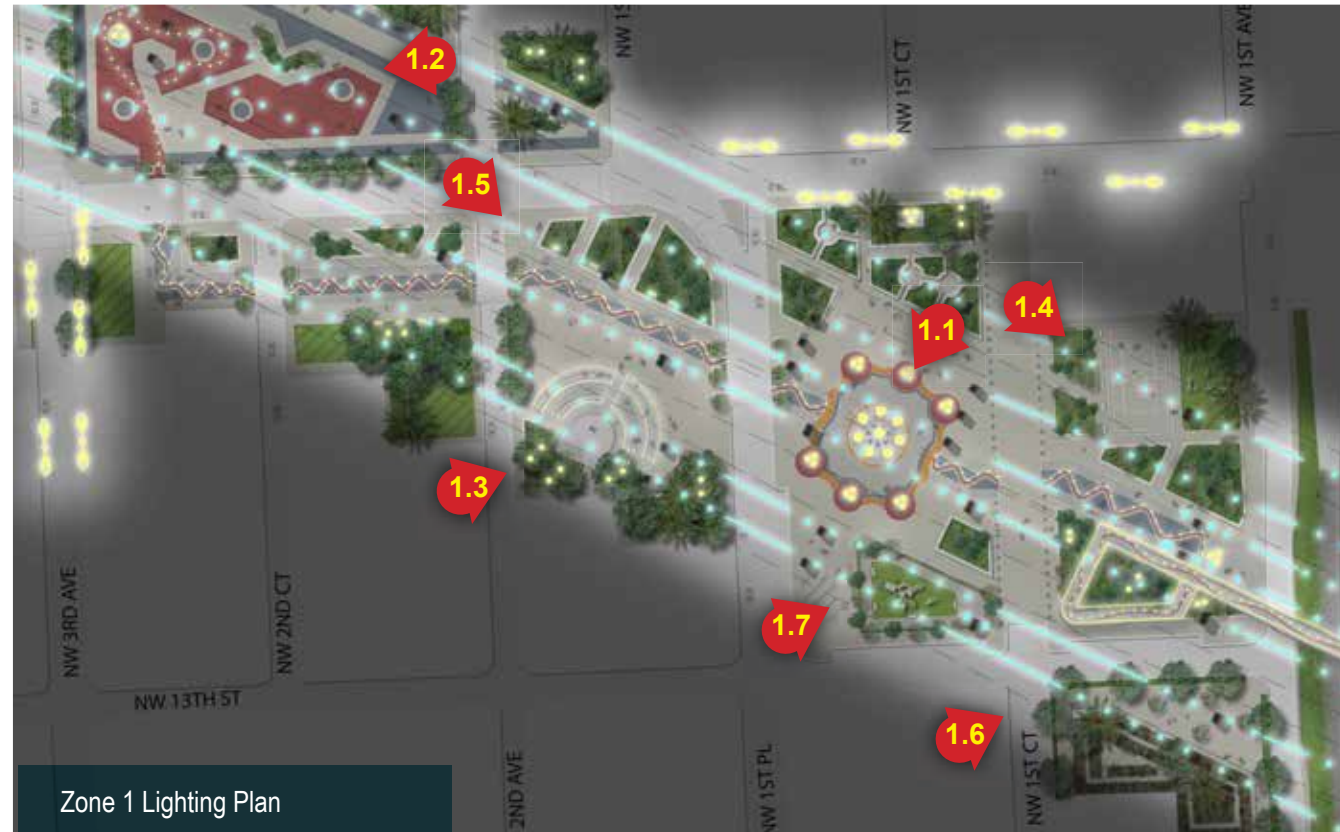 NW 1S
NW 1ST CT
NW 1ST AVE
1.2
1.5
1.4
1.1
1.3
1.7
1.6
NW 3RD AVE
NW 2ND CT
NW 13TH ST
2ND AVE
NW 1ST PL
NW 1ST CT
Zone 1 Lighting Plan